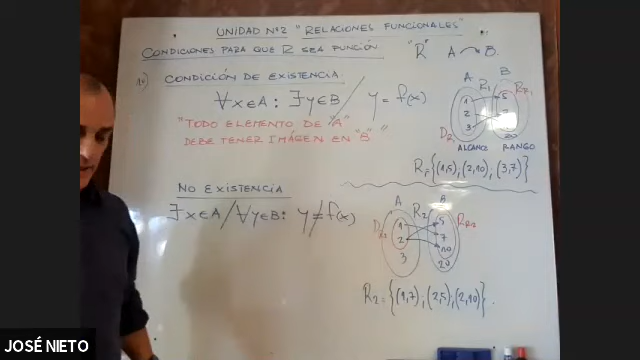 UNIDAD Nº2 "RELACIONES FUNCIONALES"
CONDICIONES PARA QUE R SEA FUNCIÓN.
"R" A → B.
1º) CONDICIÓN DE EXISTENCIA
∀x∈A : ∃y∈B / y = f(x)
"TODO ELEMENTO DE "A"
DEBE TENER IMÁGEN EN "B"
A R1 B
1 5
2 7
3 10
ALCANCE RANGO
R1={(1,5);(2,10);(3,7)}
NO EXISTENCIA
∃x∈A / ∀y∈B: y ≠ f(x)
A R2 B
1 5
2 7
10
3 20
R2={(1,7);(2,5);(2,10)}.
JOSÉ NIETO